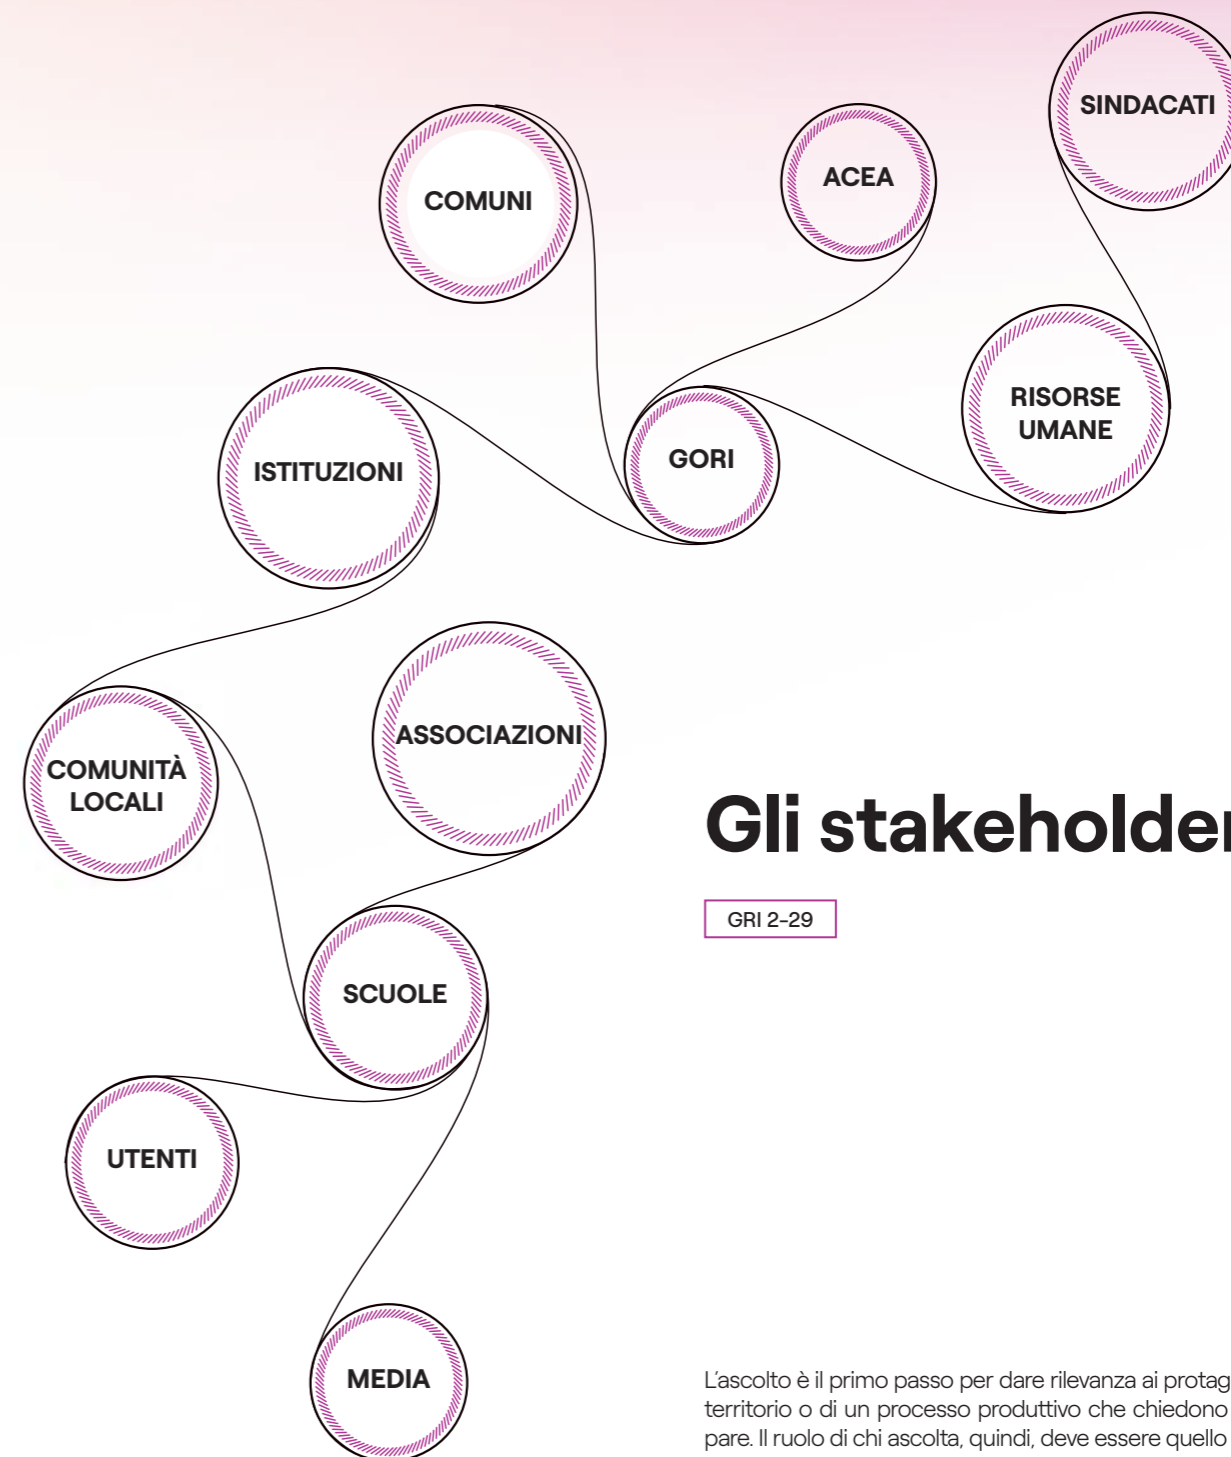 SINDACATI
COMUNI
ACEA
RISORSE
UMANE
ISTITUZIONI
GORI
ASSOCIAZIONI
COMUNITÀ
LOCALI
SCUOLE
UTENTI
MEDIA
Gli stakeholder
GRI 2-29
L'ascolto è il primo passo per dare rilevanza ai protag
territorio o di un processo produttivo che chiedono
pare. Il ruolo di chi ascolta, quindi, deve essere quello